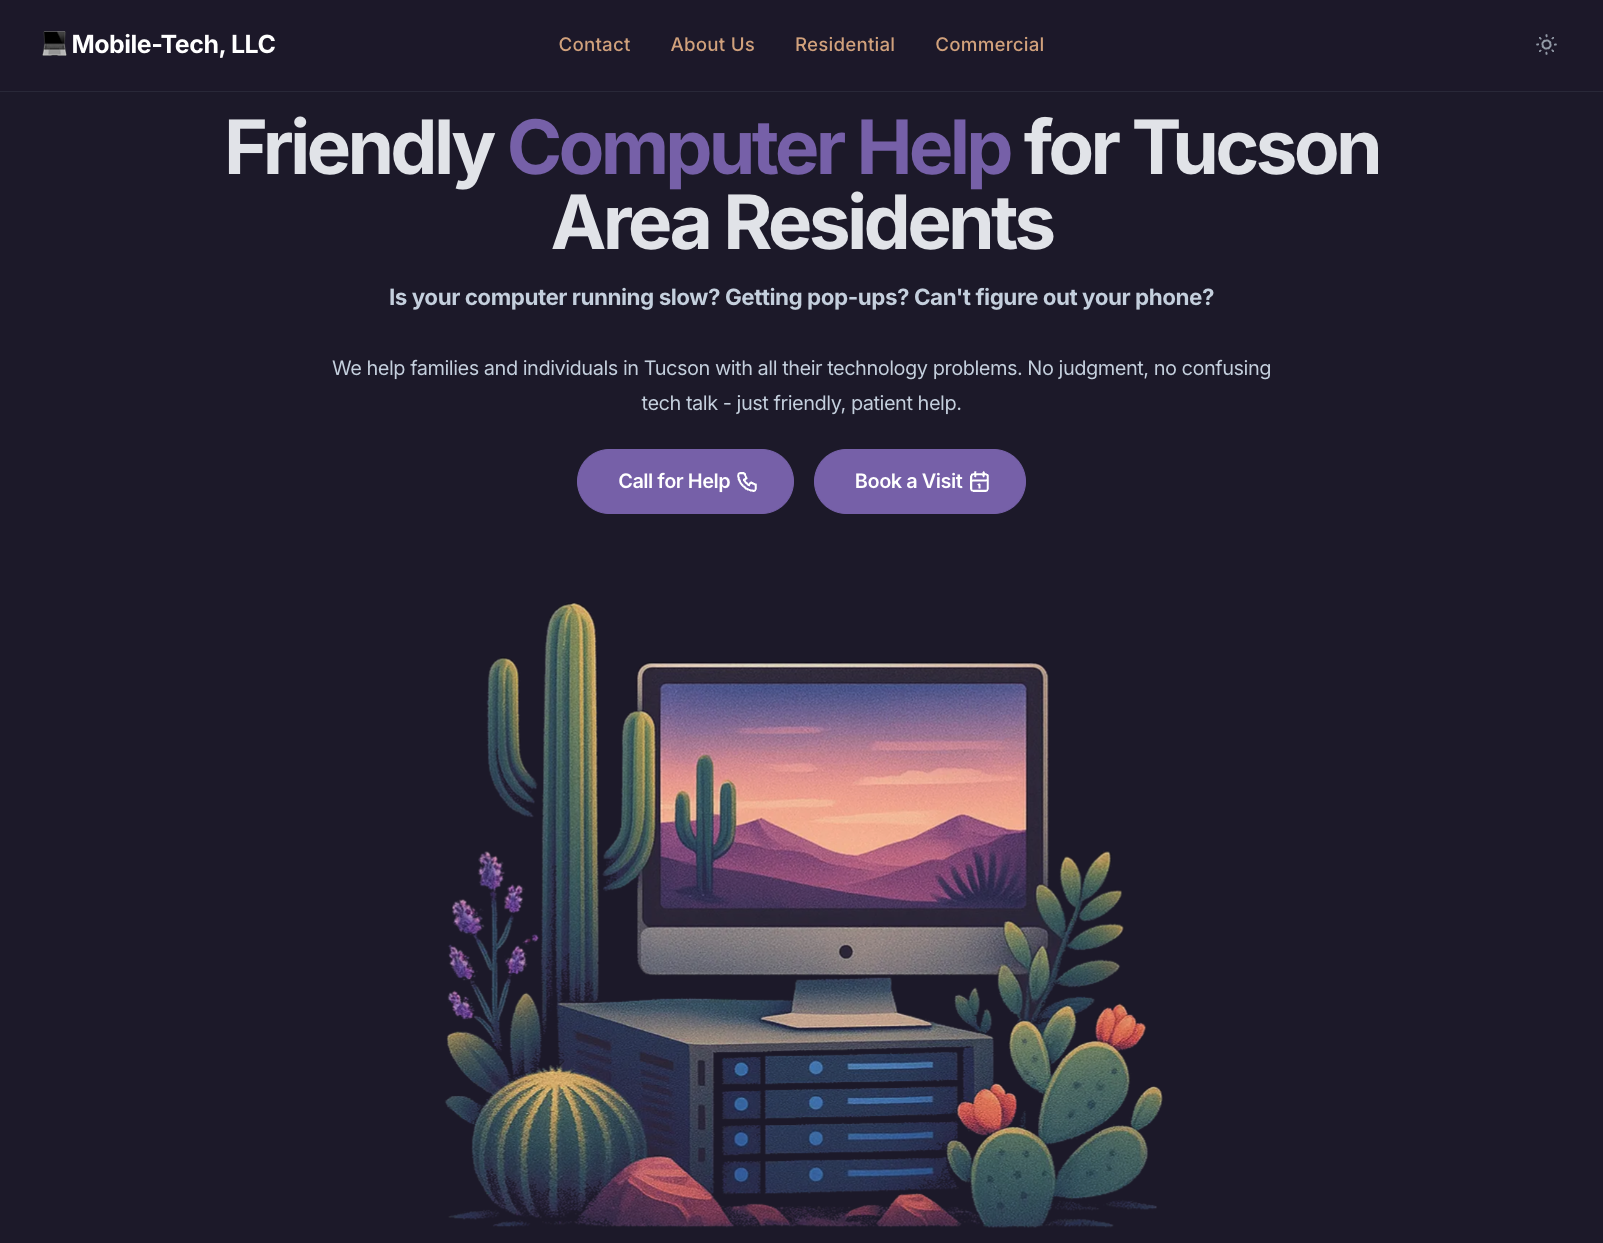 Mobile-Tech, LLC
Contact
About Us
Residential
Commercial
Friendly Computer Help for Tucson
Area Residents
Is your computer running slow? Getting pop-ups? Can't figure out your phone?
We help families and individuals in Tucson with all their technology problems. No judgment, no confusing
tech talk - just friendly, patient help.
Call for Help
Book a Visit